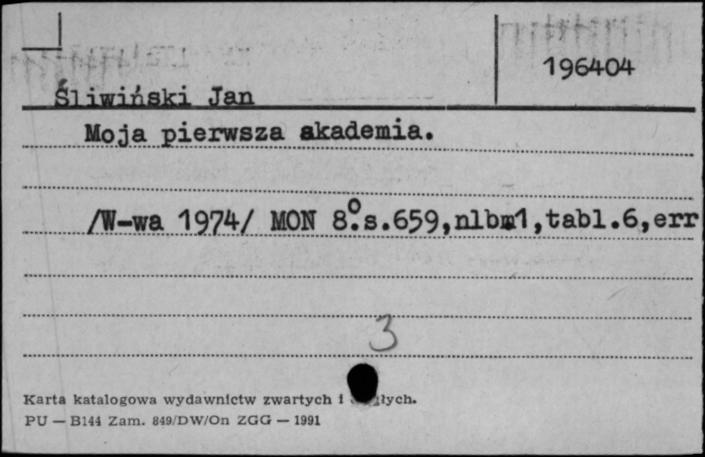 196404
Śliwiński Jan
Moja pierwsza akademia.
/W-wa 1974/ MON 8.° s.659,nlbm1,tabl.6,err
3
Karta katalogowa wydawnictw zwartych i
PU — B144 Zam. 849/DW/On ZGG — 1991